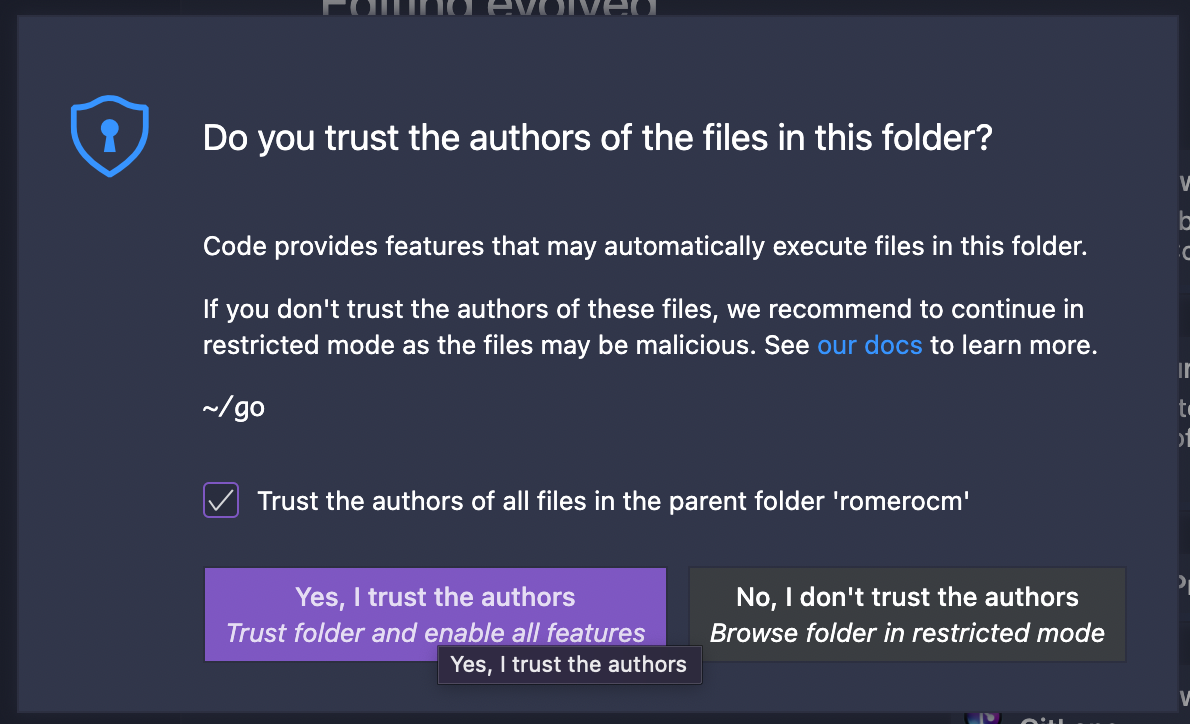 Editing evolved
Do you trust the authors of the files in this folder?
Code provides features that may automatically execute files in this folder.
If you don't trust the authors of these files, we recommend to continue in
restricted mode as the files may be malicious. See our docs to learn more.
~/go
Trust the authors of all files in the parent folder 'romerocm'
Yes, I trust the authors
Trust folder and enable all features
No, I don't trust the authors
Browse folder in restricted mode
Yes, I trust the authors